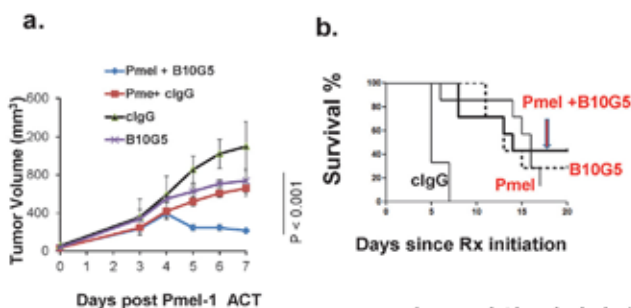 a.
Pmel + B10G5
Pme+ cIgG
cIgG
B10G5
Tumor Volume (mm³)
600
1200
800
400
0
0 1 2 3 4 5 6 7
P < 0.001
Days post Pmel-1 ACT
b.
Survival %
100
80
60
40
20
0
0 5 10 15 20
cIgG
Pmel +B10G5
Pmel
B10G5
Days since Rx initiation